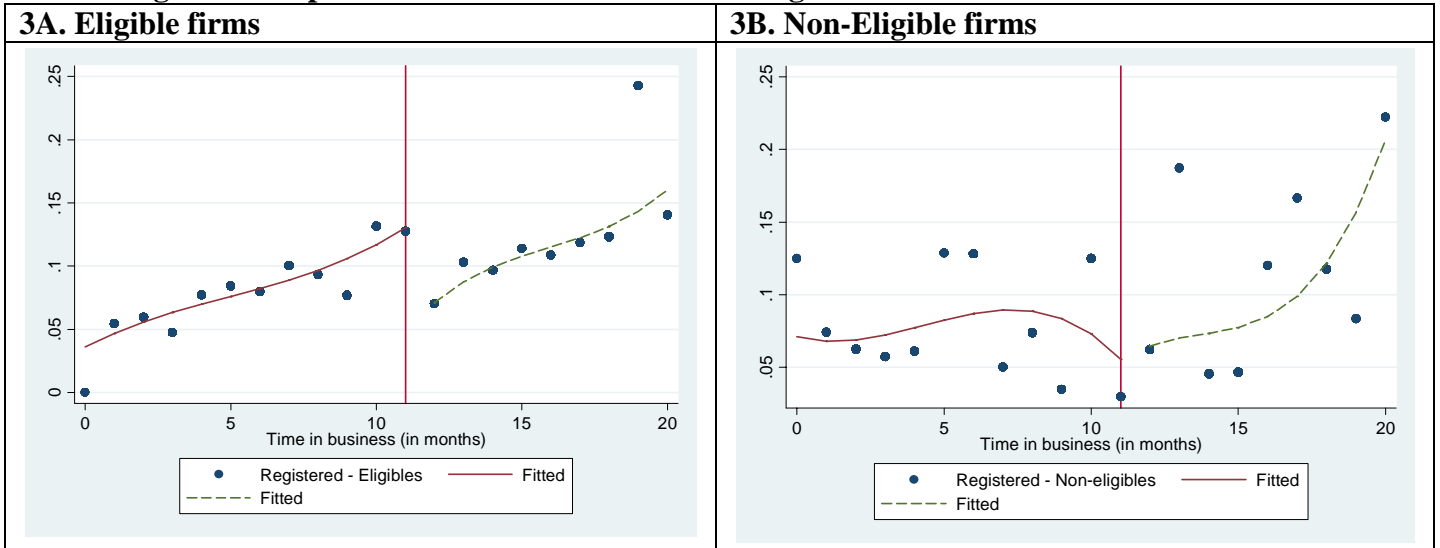 3A. Eligible firms
.25
.2
.15
.1
.05
0
0 5 10 15 20
Time in business (in months)
Registered - Eligibles Fitted
Fitted
3B. Non-Eligible firms
.25
.2
.15
.1
.05
0 5 10 15 20
Time in business (in months)
Registered - Non-eligibles Fitted
Fitted